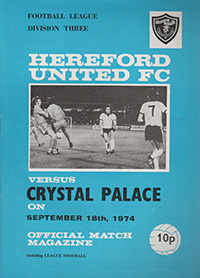 FOOTBALL LEAGUE
DIVISION THREE
HEREFORD
UNITED FC
VERSUS
CRYSTAL PALACE
ON
SEPTEMBER 18th, 1974
OFFICIAL MATCH
MAGAZINE
10p
including LEAGUE FOOTBALL
7